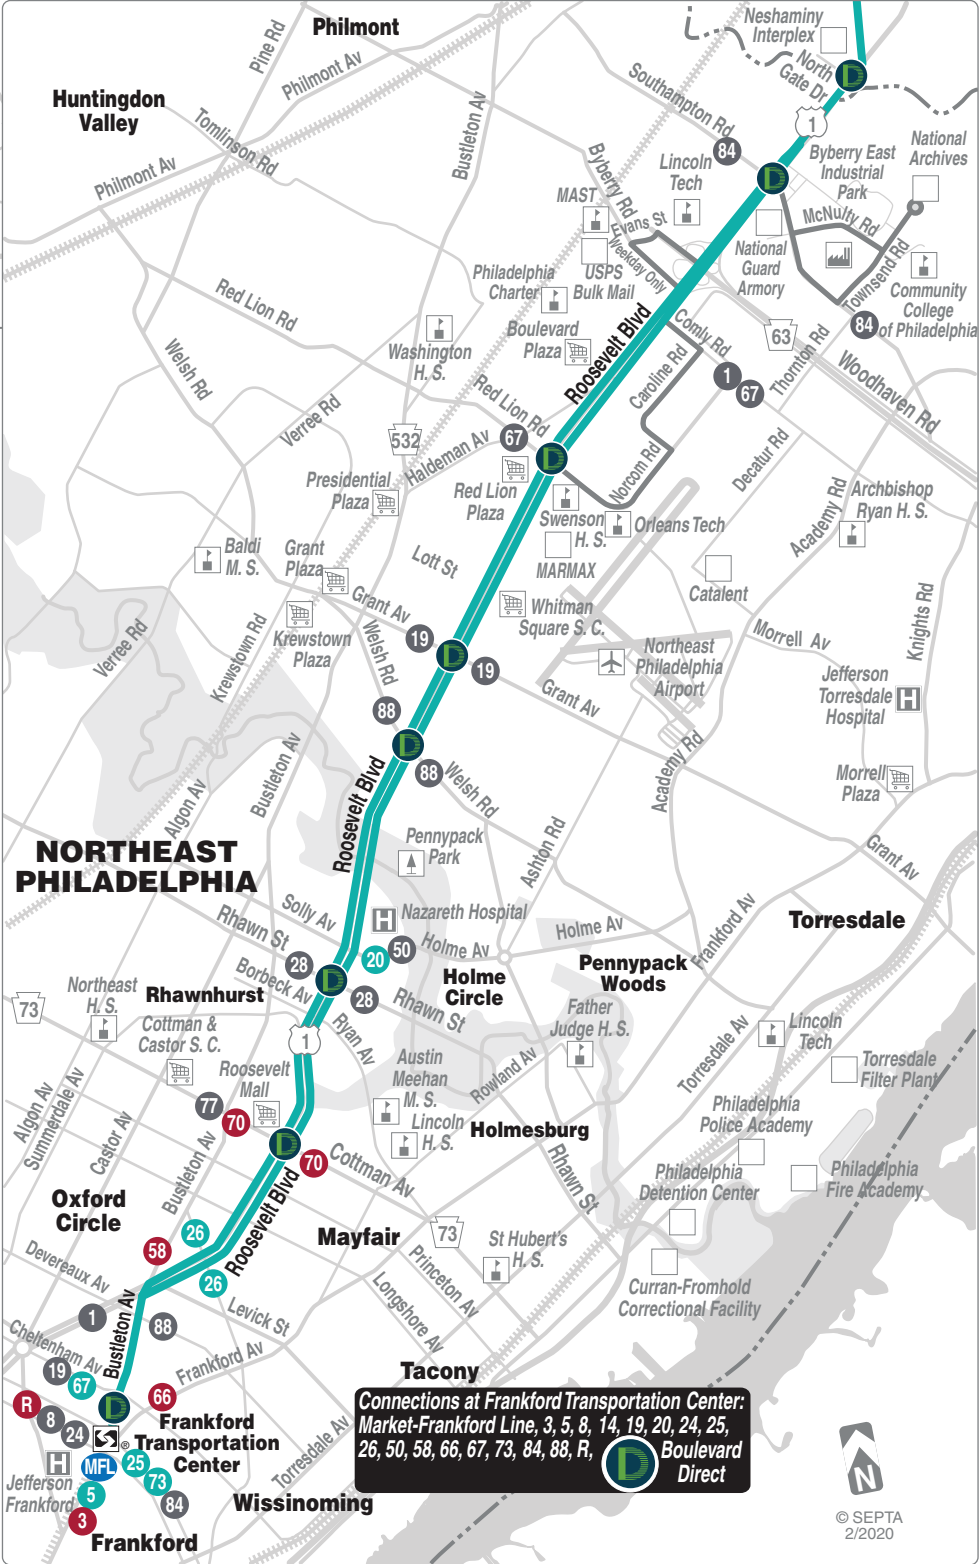 Philmont
Neshaminy
Interplex
Pine Rd
Philmont Av
North
Gate Dr
D
Huntingdon
Valley
Tomlinson Rd
Bustleton Av
Southampton Rd
1
84
National
Archives
Philmont Av
Byberry Rd
Lincoln
Tech
Byberry East
Industrial
Park
D
MAST
Evans St
Weekday Only
McNulty Rd
National
Guard
Armory
Townsend Rd
Philadelphia
Charter
USPS
Bulk Mail
Community
College
of Philadelphia
84
Red Lion Rd
Boulevard
Plaza
Roosevelt Blvd
Comly Rd
63
Thornton Rd
Washington
H. S.
Welsh Rd
Caroline Rd
1
67
Woodhaven Rd
Red Lion Rd
Verree Rd
532
Haldeman Av
67
D
Norcom Rd
Decatur Rd
Presidential
Plaza
Red Lion
Plaza
Swenson
H. S.
Orleans Tech
Academy Rd
Archbishop
Ryan H. S.
MARMAX
Baldi
M. S.
Grant
Plaza
Lott St
Catalent
Grant Av
Krewstown
Plaza
Whitman
Square S. C.
Knights Rd
Verree Rd
Krewstown Rd
Welsh Rd
19
D
19
Northeast
Philadelphia
Airport
Morrell Av
Jefferson
Torresdale
Hospital
H
Grant Av
88
D
88
Welsh Rd
Academy Rd
Bustleton Av
Algon Av
Roosevelt Blvd
Morrell
Plaza
NORTHEAST
PHILADELPHIA
Pennypack
Park
Ashton Rd
Grant Av
Solly Av
Rhawn St
H
Nazareth Hospital
Frankford Av
Torresdale
Holme Av
20
50
Holme Av
28
D
28
Borbeck Av
Rhawn St
Holme
Circle
Pennypack
Woods
73
Northeast
H. S.
Rhawnhurst
Cottman &
Castor S. C.
1
Ryan Av
Father
Judge H. S.
Lincoln
Tech
Torresdale Av
Torresdale
Filter Plant
Roosevelt
Mall
Austin
Meehan
M. S.
Rowland Av
Algon Av
Summerdale Av
77
70
Lincoln
H. S.
Holmesburg
Philadelphia
Police Academy
Castor Av
Bustleton Av
D
70
Cottman Av
Rhawn St
Philadelphia
Detention Center
Philadelphia
Fire Academy
Oxford
Circle
Roosevelt Blvd
26
58
26
Mayfair
73
St Hubert's
H. S.
Devereaux Av
Princeton Av
Longshore Av
Curran-Fromhold
Correctional Facility
1
Bustleton Av
88
Levick St
Cheltenham Av
Frankford Av
19
67
66
Tacony
R
8
24
D
Frankford
Transportation
Center
®
Torresdale Av
Connections at Frankford Transportation Center:
Market-Frankford Line, 3, 5, 8, 14, 19, 20, 24, 25,
26, 50, 58, 66, 67, 73, 84, 88, R,
D
Boulevard
Direct
H
MFL
25
73
84
Jefferson
Frankford
5
3
Wissinoming
Frankford
N
© SEPTA
2/2020